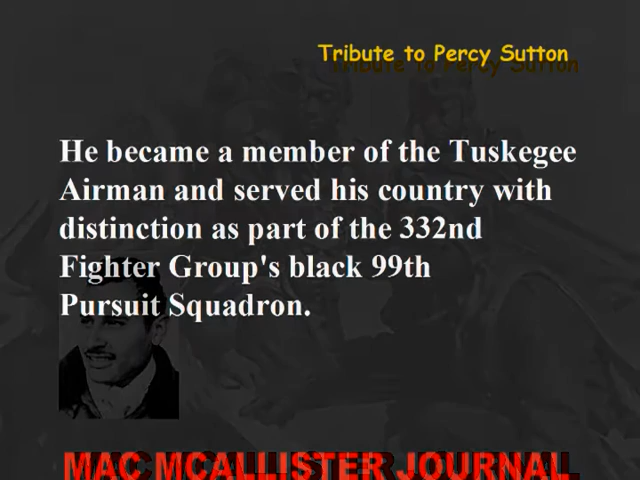 Tribute to Percy Sutton
He became a member of the Tuskegee
Airman and served his country with
distinction as part of the 332nd
Fighter Group's black 99th
Pursuit Squadron.
MAC MCALLISTER JOURNAL